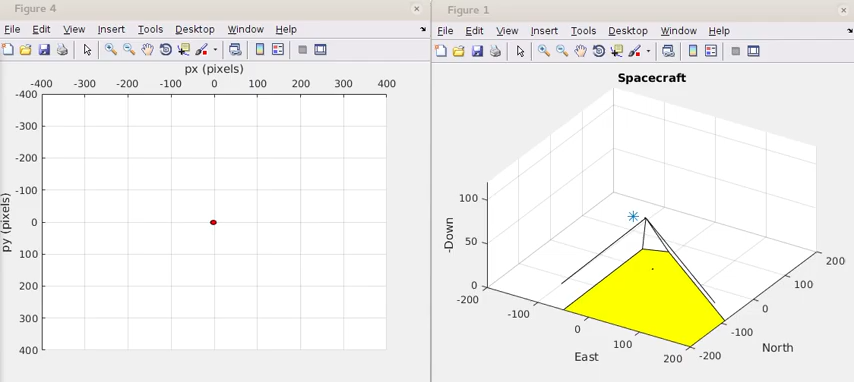 Figure 4
File Edit View Insert Tools Desktop Window Help
px (pixels)
-400 -300 -200 -100 0 100 200 300 400
-400
-300
-200
-100
0
100
200
300
400
py (pixels)
Figure 1
File Edit View Insert Tools Desktop Window Help
Spacecraft
100
50
0
-Down
-200
-100
0
100
200
East
-200
-100
0
100
200
North